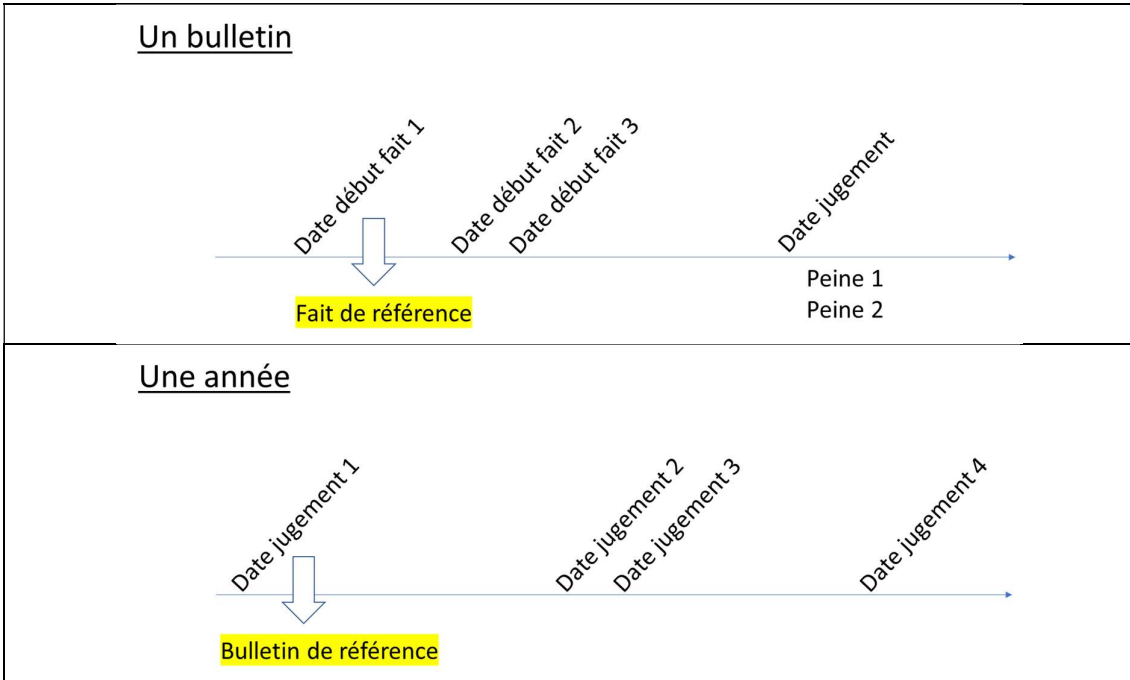 Un bulletin
Date début fait 1
Date début fait 2
Date début fait 3
Date jugement
Fait de référence
Peine 1
Peine 2
Une année
Date jugement 1
Date jugement 2
Date jugement 3
Date jugement 4
Bulletin de référence